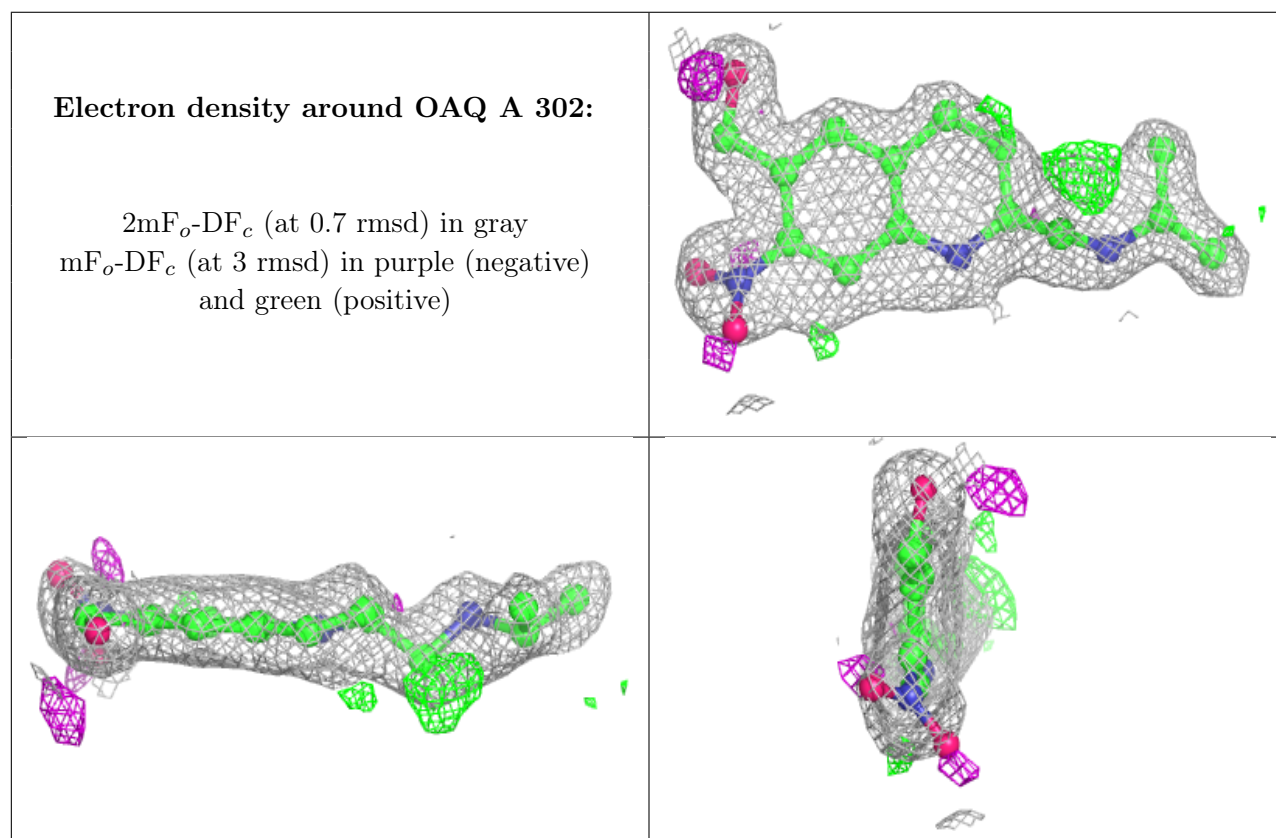 Electron density around OAQ A 302:
2mFo-DFc (at 0.7 rmsd) in gray
mFo-DFc (at 3 rmsd) in purple (negative)
and green (positive)